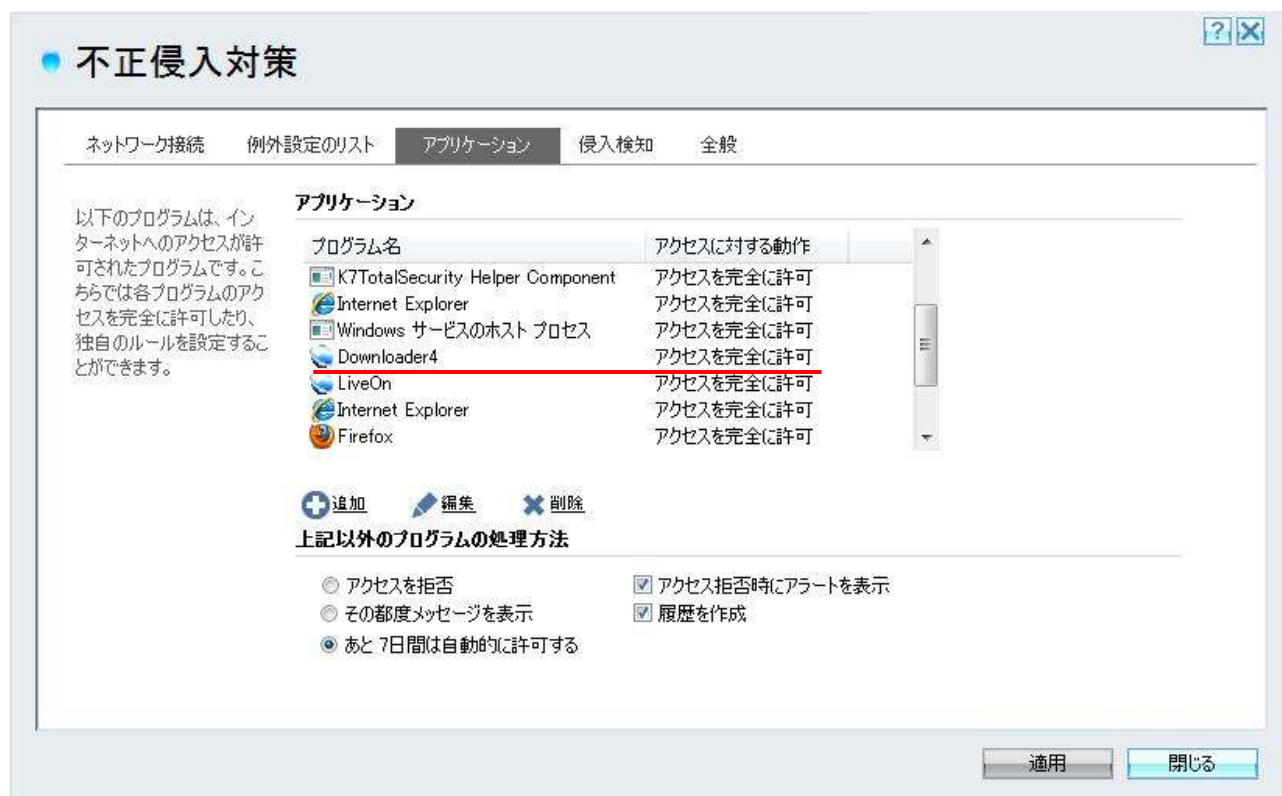 不正侵入対策
ネットワーク接続 例外設定のリスト アプリケーション 侵入検知 全般
以下のプログラムは、イン
ターネットへのアクセスが許
可されたプログラムです。こ
ちらでは各プログラムのアク
セスを完全に許可したり、
独自のルールを設定するこ
とができます。
アプリケーション
プログラム名 アクセスに対する動作
K7TotalSecurity Helper Component アクセスを完全に許可
Internet Explorer アクセスを完全に許可
Windows サービスのホスト プロセス アクセスを完全に許可
Downloader4 アクセスを完全に許可
LiveOn アクセスを完全に許可
Internet Explorer アクセスを完全に許可
Firefox アクセスを完全に許可
追加 編集 削除
上記以外のプログラムの処理方法
アクセスを拒否 アクセス拒否時にアラートを表示
その都度メッセージを表示 履歴を作成
あと 7日間は自動的に許可する
適用 閉じる